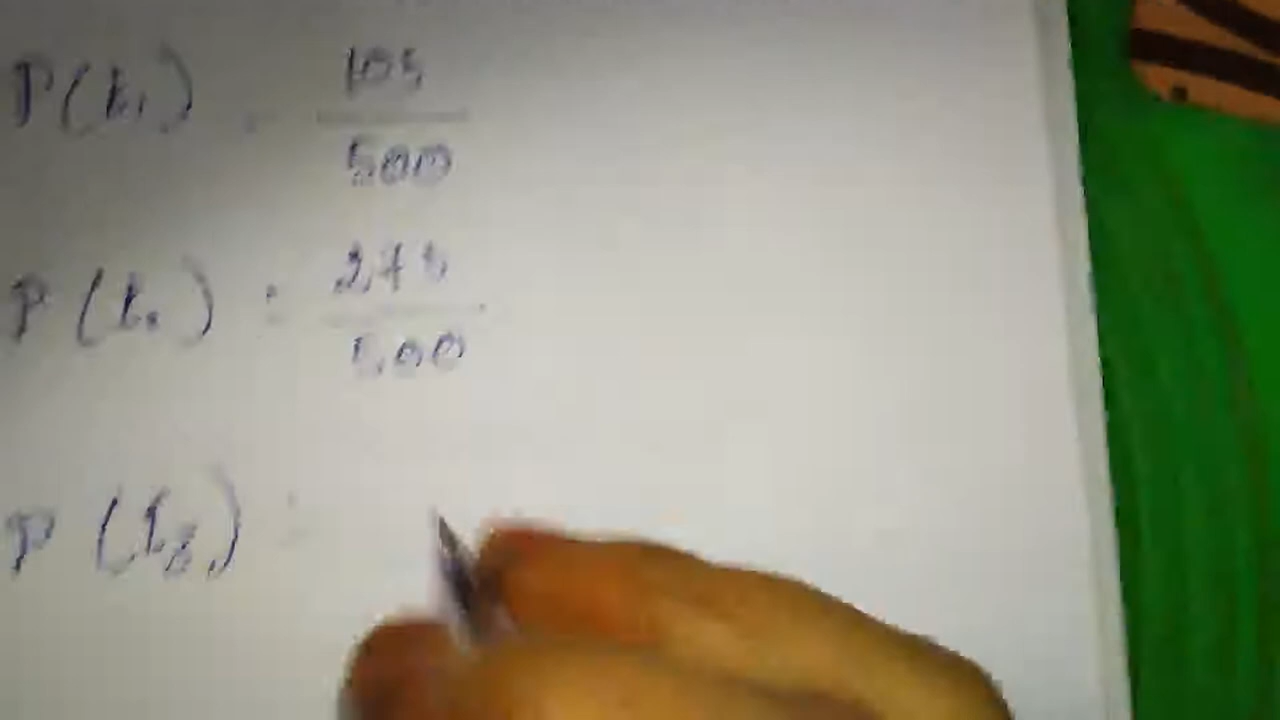 P(E₁) = 105
500
P(E₂) = 275
500
P(E₃) =